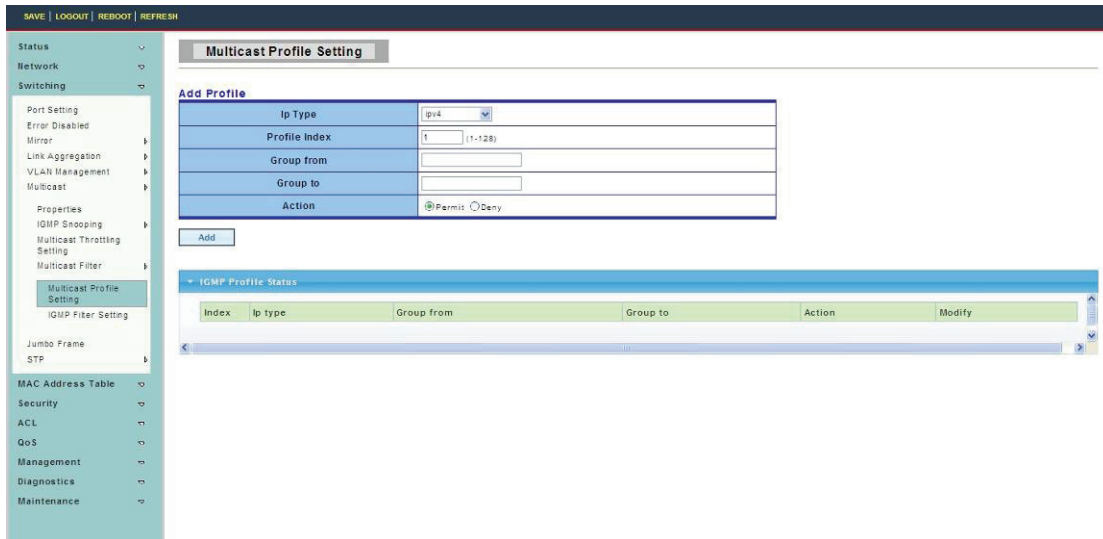 SAVE | LOGOUT | REBOOT | REFRESH
Status
Network
Switching
Port Setting
Error Disabled
Mirror
Link Aggregation
VLAN Management
Multicast
Properties
IGMP Snooping
Multicast Throttling
Setting
Multicast Filter
Multicast Profile
Setting
IGMP Filter Setting
Jumbo Frame
STP
MAC Address Table
Security
ACL
QoS
Management
Diagnostics
Maintenance
Multicast Profile Setting
Add Profile
Ip Type ipv4
Profile Index 1 (1-128)
Group from
Group to
Action Permit Deny
Add
IGMP Profile Status
Index Ip type Group from Group to Action Modify